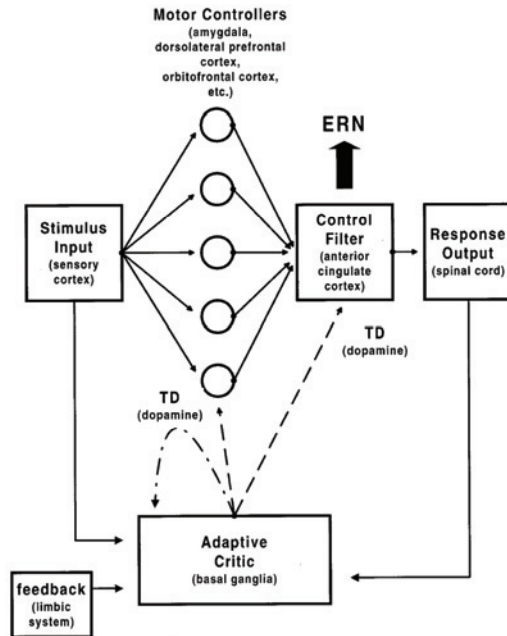 Motor Controllers
(amygdala,
dorsolateral prefrontal
cortex,
orbitofrontal cortex,
etc.)
ERN
Stimulus
Input
(sensory
cortex)
Control
Filter
(anterior
cingulate
cortex)
Response
Output
(spinal cord)
TD
(dopamine)
TD
(dopamine)
Adaptive
Critic
(basal ganglia)
feedback
(limbic
system)